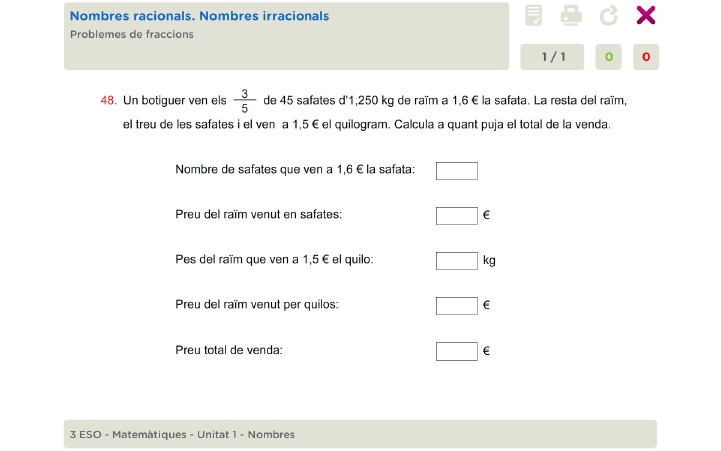 Nombres racionals. Nombres irracionals
Problemes de fraccions
1 / 1 0 0
48. Un botiguer ven els 3/5 de 45 safates d'1,250 kg de raïm a 1,6 € la safata. La resta del raïm,
el treu de les safates i el ven a 1,5 € el quilogram. Calcula a quant puja el total de la venda.
Nombre de safates que ven a 1,6 € la safata:
Preu del raïm venut en safates: €
Pes del raïm que ven a 1,5 € el quilo: kg
Preu del raïm venut per quilos: €
Preu total de venda: €
3 ESO - Matemàtiques - Unitat 1 - Nombres